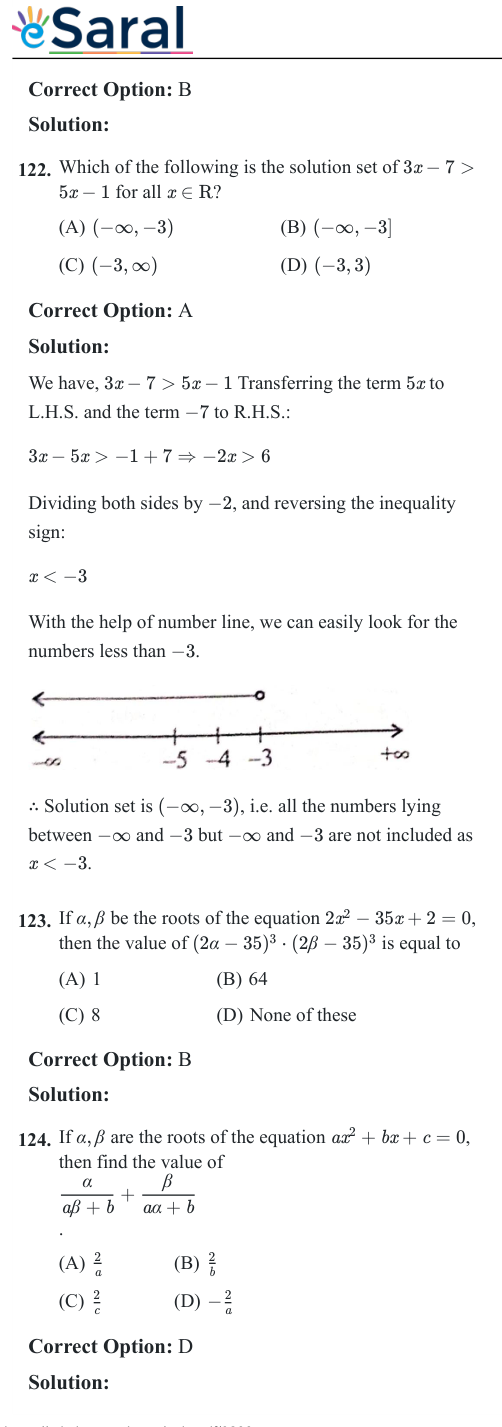 eSaral
Correct Option: B
Solution:
122. Which of the following is the solution set of 3x − 7 >
5x − 1 for all x ∈ R?
(A) (−∞, −3) (B) (−∞, −3]
(C) (−3, ∞) (D) (−3, 3)
Correct Option: A
Solution:
We have, 3x − 7 > 5x − 1 Transferring the term 5x to
L.H.S. and the term −7 to R.H.S.:
3x − 5x > −1 + 7 ⇒ −2x > 6
Dividing both sides by −2, and reversing the inequality
sign:
x < −3
With the help of number line, we can easily look for the
numbers less than −3.
−∞ −5 −4 −3 +∞
∴ Solution set is (−∞, −3), i.e. all the numbers lying
between −∞ and −3 but −∞ and −3 are not included as
x < −3.
123. If α, β be the roots of the equation 2x² − 35x + 2 = 0,
then the value of (2α − 35)³ · (2β − 35)³ is equal to
(A) 1 (B) 64
(C) 8 (D) None of these
Correct Option: B
Solution:
124. If α, β are the roots of the equation ax² + bx + c = 0,
then find the value of
α/(aβ + b) + β/(aα + b)
.
(A) 2/a (B) 2/b
(C) 2/c (D) −2/a
Correct Option: D
Solution: